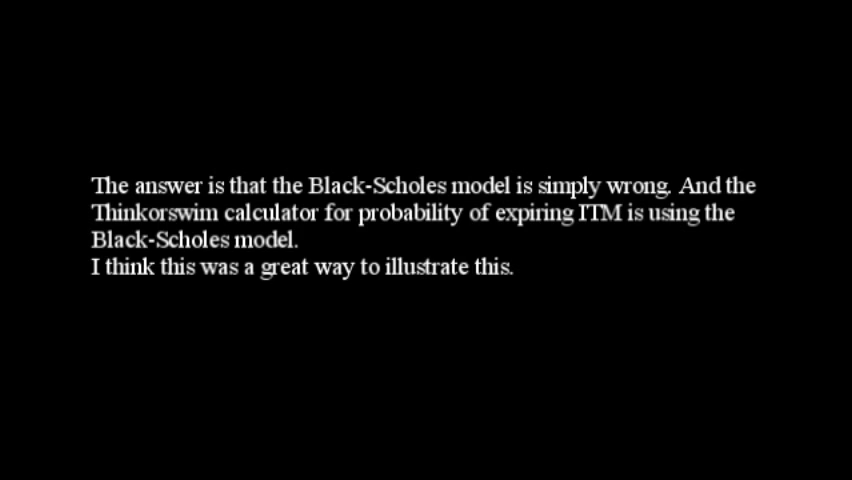 The answer is that the Black-Scholes model is simply wrong. And the
Thinkorswim calculator for probability of expiring ITM is using the
Black-Scholes model.
I think this was a great way to illustrate this.